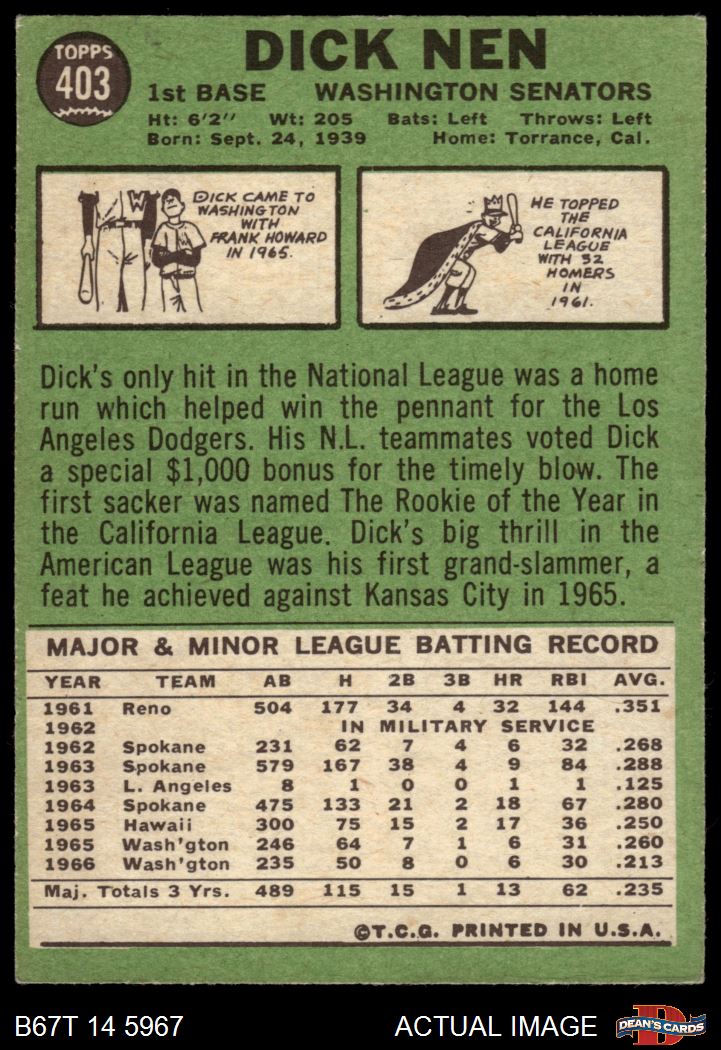 TOPPS
403
DICK NEN
1st BASE WASHINGTON SENATORS
Ht: 6'2" Wt: 205 Bats: Left Throws: Left
Born: Sept. 24, 1939 Home: Torrance, Cal.
W
DICK CAME TO
WASHINGTON
WITH
FRANK HOWARD
IN 1965.
HE TOPPED
THE
CALIFORNIA
LEAGUE
WITH 32
HOMERS
IN
1961.
Dick's only hit in the National League was a home
run which helped win the pennant for the Los
Angeles Dodgers. His N.L. teammates voted Dick
a special $1,000 bonus for the timely blow. The
first sacker was named The Rookie of the Year in
the California League. Dick's big thrill in the
American League was his first grand-slammer, a
feat he achieved against Kansas City in 1965.
MAJOR & MINOR LEAGUE BATTING RECORD
YEAR TEAM AB H 2B 3B HR RBI AVG.
1961 Reno 504 177 34 4 32 144 .351
1962 IN MILITARY SERVICE
1962 Spokane 231 62 7 4 6 32 .268
1963 Spokane 579 167 38 4 9 84 .288
1963 L. Angeles 8 1 0 0 1 1 .125
1964 Spokane 475 133 21 2 18 67 .280
1965 Hawaii 300 75 15 2 17 36 .250
1965 Wash'gton 246 64 7 1 6 31 .260
1966 Wash'gton 235 50 8 0 6 30 .213
Maj. Totals 3 Yrs. 489 115 15 1 13 62 .235
©T.C.G. PRINTED IN U.S.A.
B67T 14 5967 ACTUAL IMAGE
D
DEAN'S CARDS